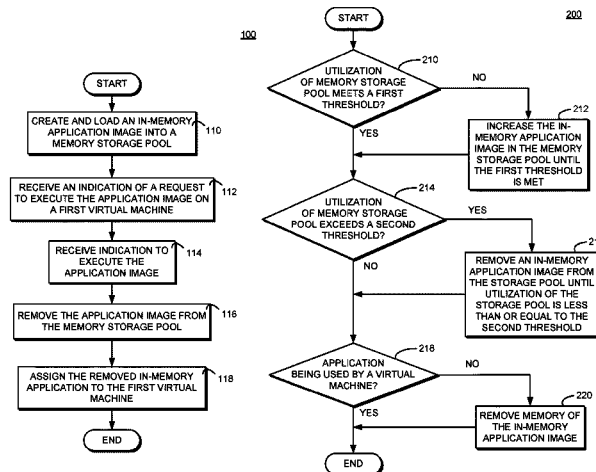 100
START
CREATE AND LOAD AN IN-MEMORY
APPLICATION IMAGE INTO A
MEMORY STORAGE POOL
110
RECEIVE AN INDICATION OF A REQUEST
TO EXECUTE THE APPLICATION IMAGE ON
A FIRST VIRTUAL MACHINE
112
RECEIVE INDICATION TO
EXECUTE THE
APPLICATION IMAGE
114
REMOVE THE APPLICATION IMAGE FROM
THE MEMORY STORAGE POOL
116
ASSIGN THE REMOVED IN-MEMORY
APPLICATION TO THE FIRST VIRTUAL
MACHINE
118
END
200
START
UTILIZATION
OF MEMORY STORAGE
POOL MEETS A FIRST
THRESHOLD?
210
NO
YES
INCREASE THE IN-
MEMORY APPLICATION
IMAGE IN THE MEMORY
STORAGE POOL UNTIL
THE FIRST THRESHOLD
IS MET
212
UTILIZATION
OF MEMORY STORAGE
POOL EXCEEDS A SECOND
THRESHOLD?
214
YES
NO
REMOVE AN IN-MEMORY
APPLICATION IMAGE FROM
THE STORAGE POOL UNTIL
UTILIZATION OF THE
STORAGE POOL IS LESS
THAN OR EQUAL TO THE
SECOND THRESHOLD
APPLICATION
BEING USED BY A VIRTUAL
MACHINE?
218
NO
YES
REMOVE MEMORY OF
THE IN-MEMORY
APPLICATION IMAGE
220
END